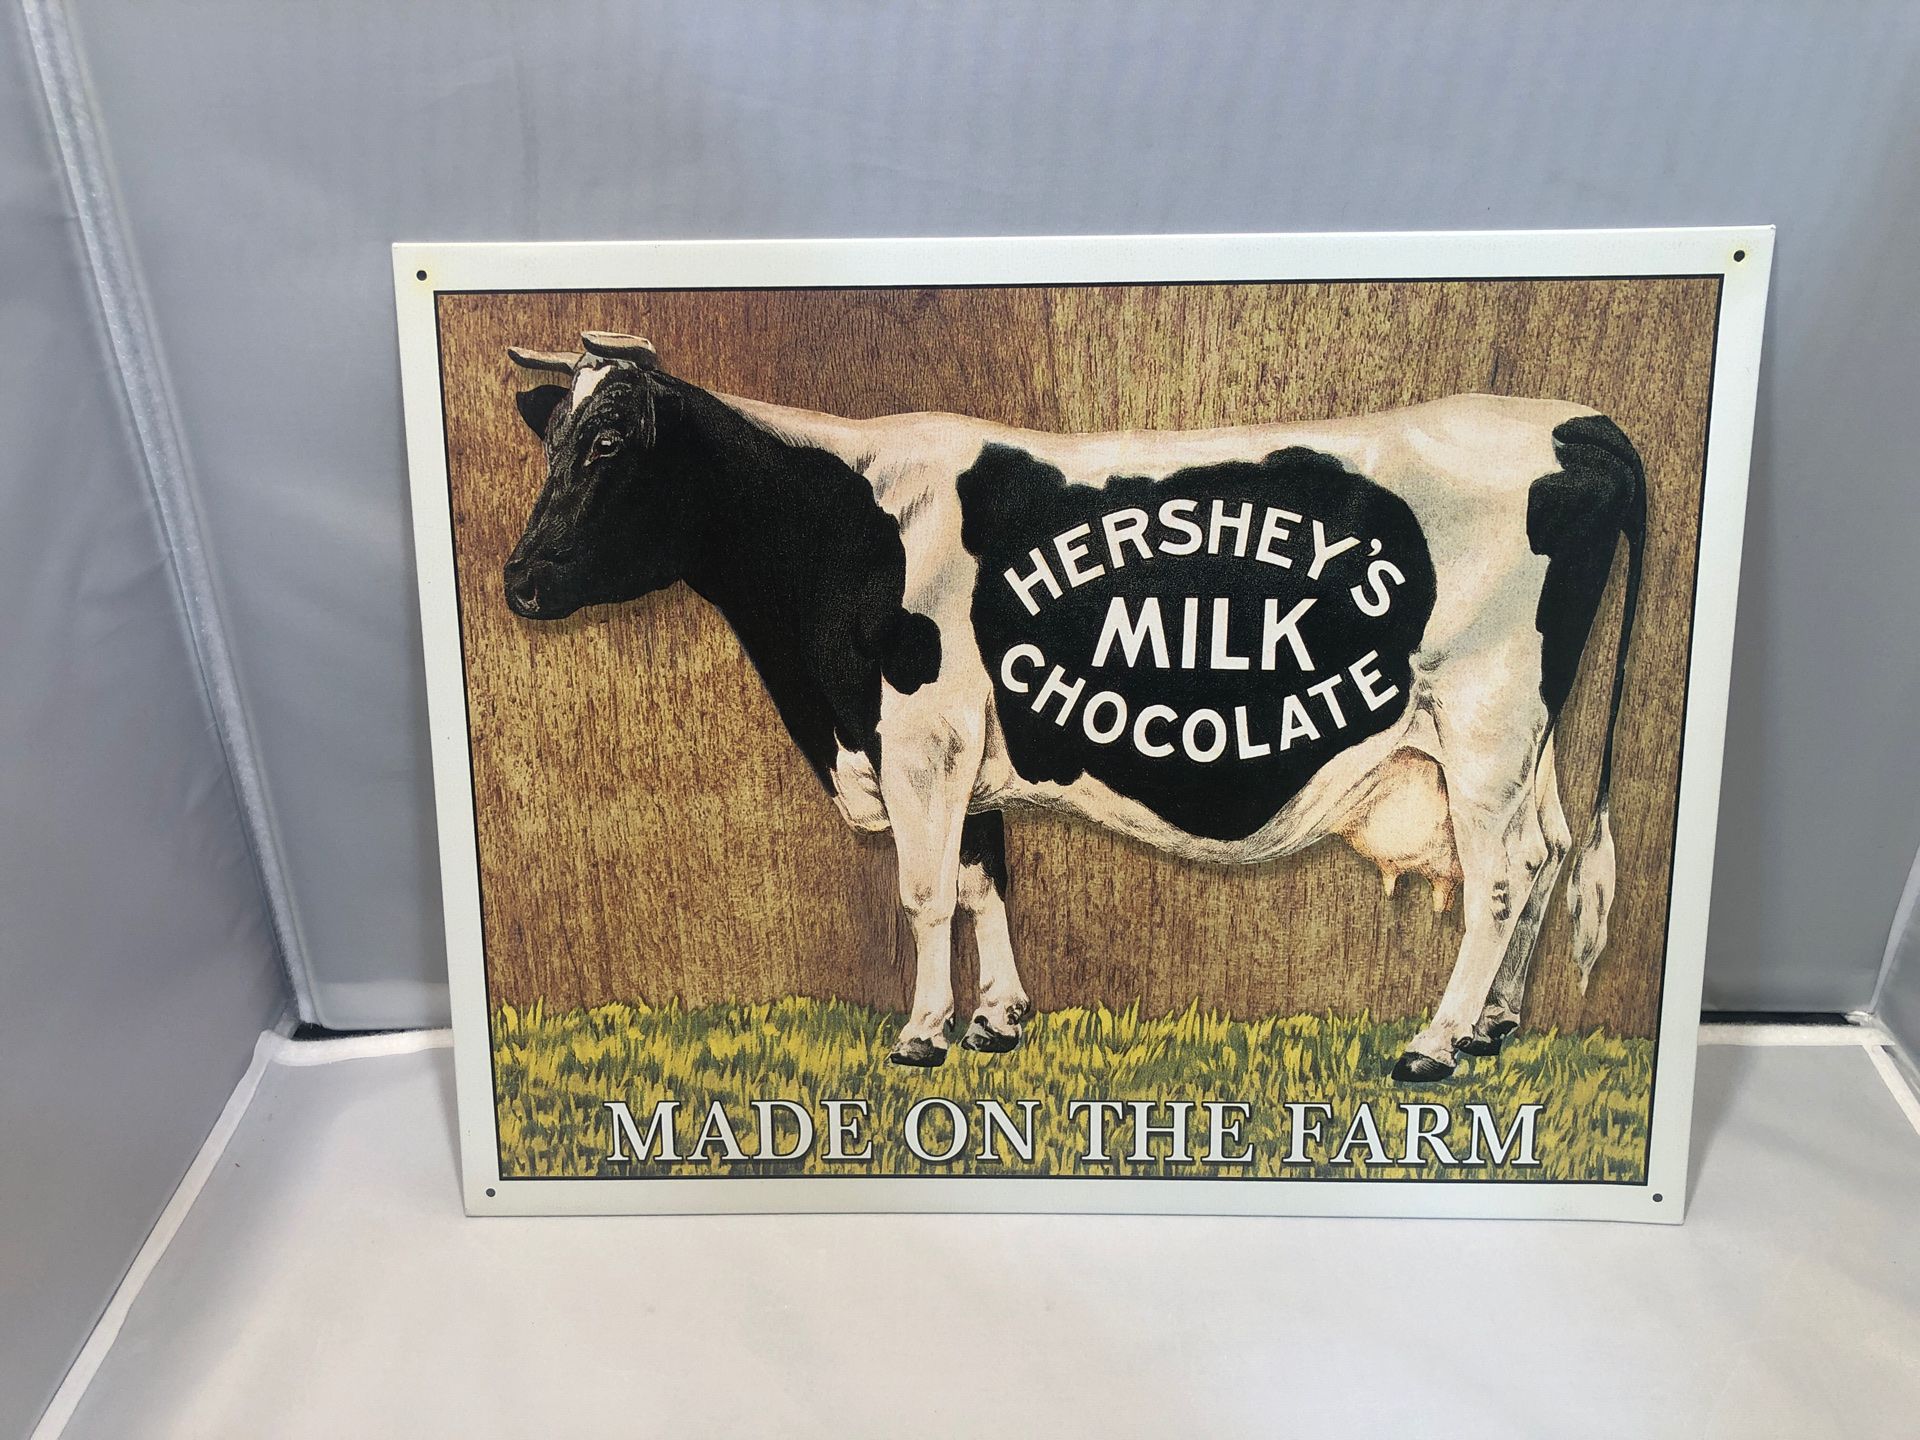 HERSHEY'S
MILK
CHOCOLATE
MADE ON THE FARM